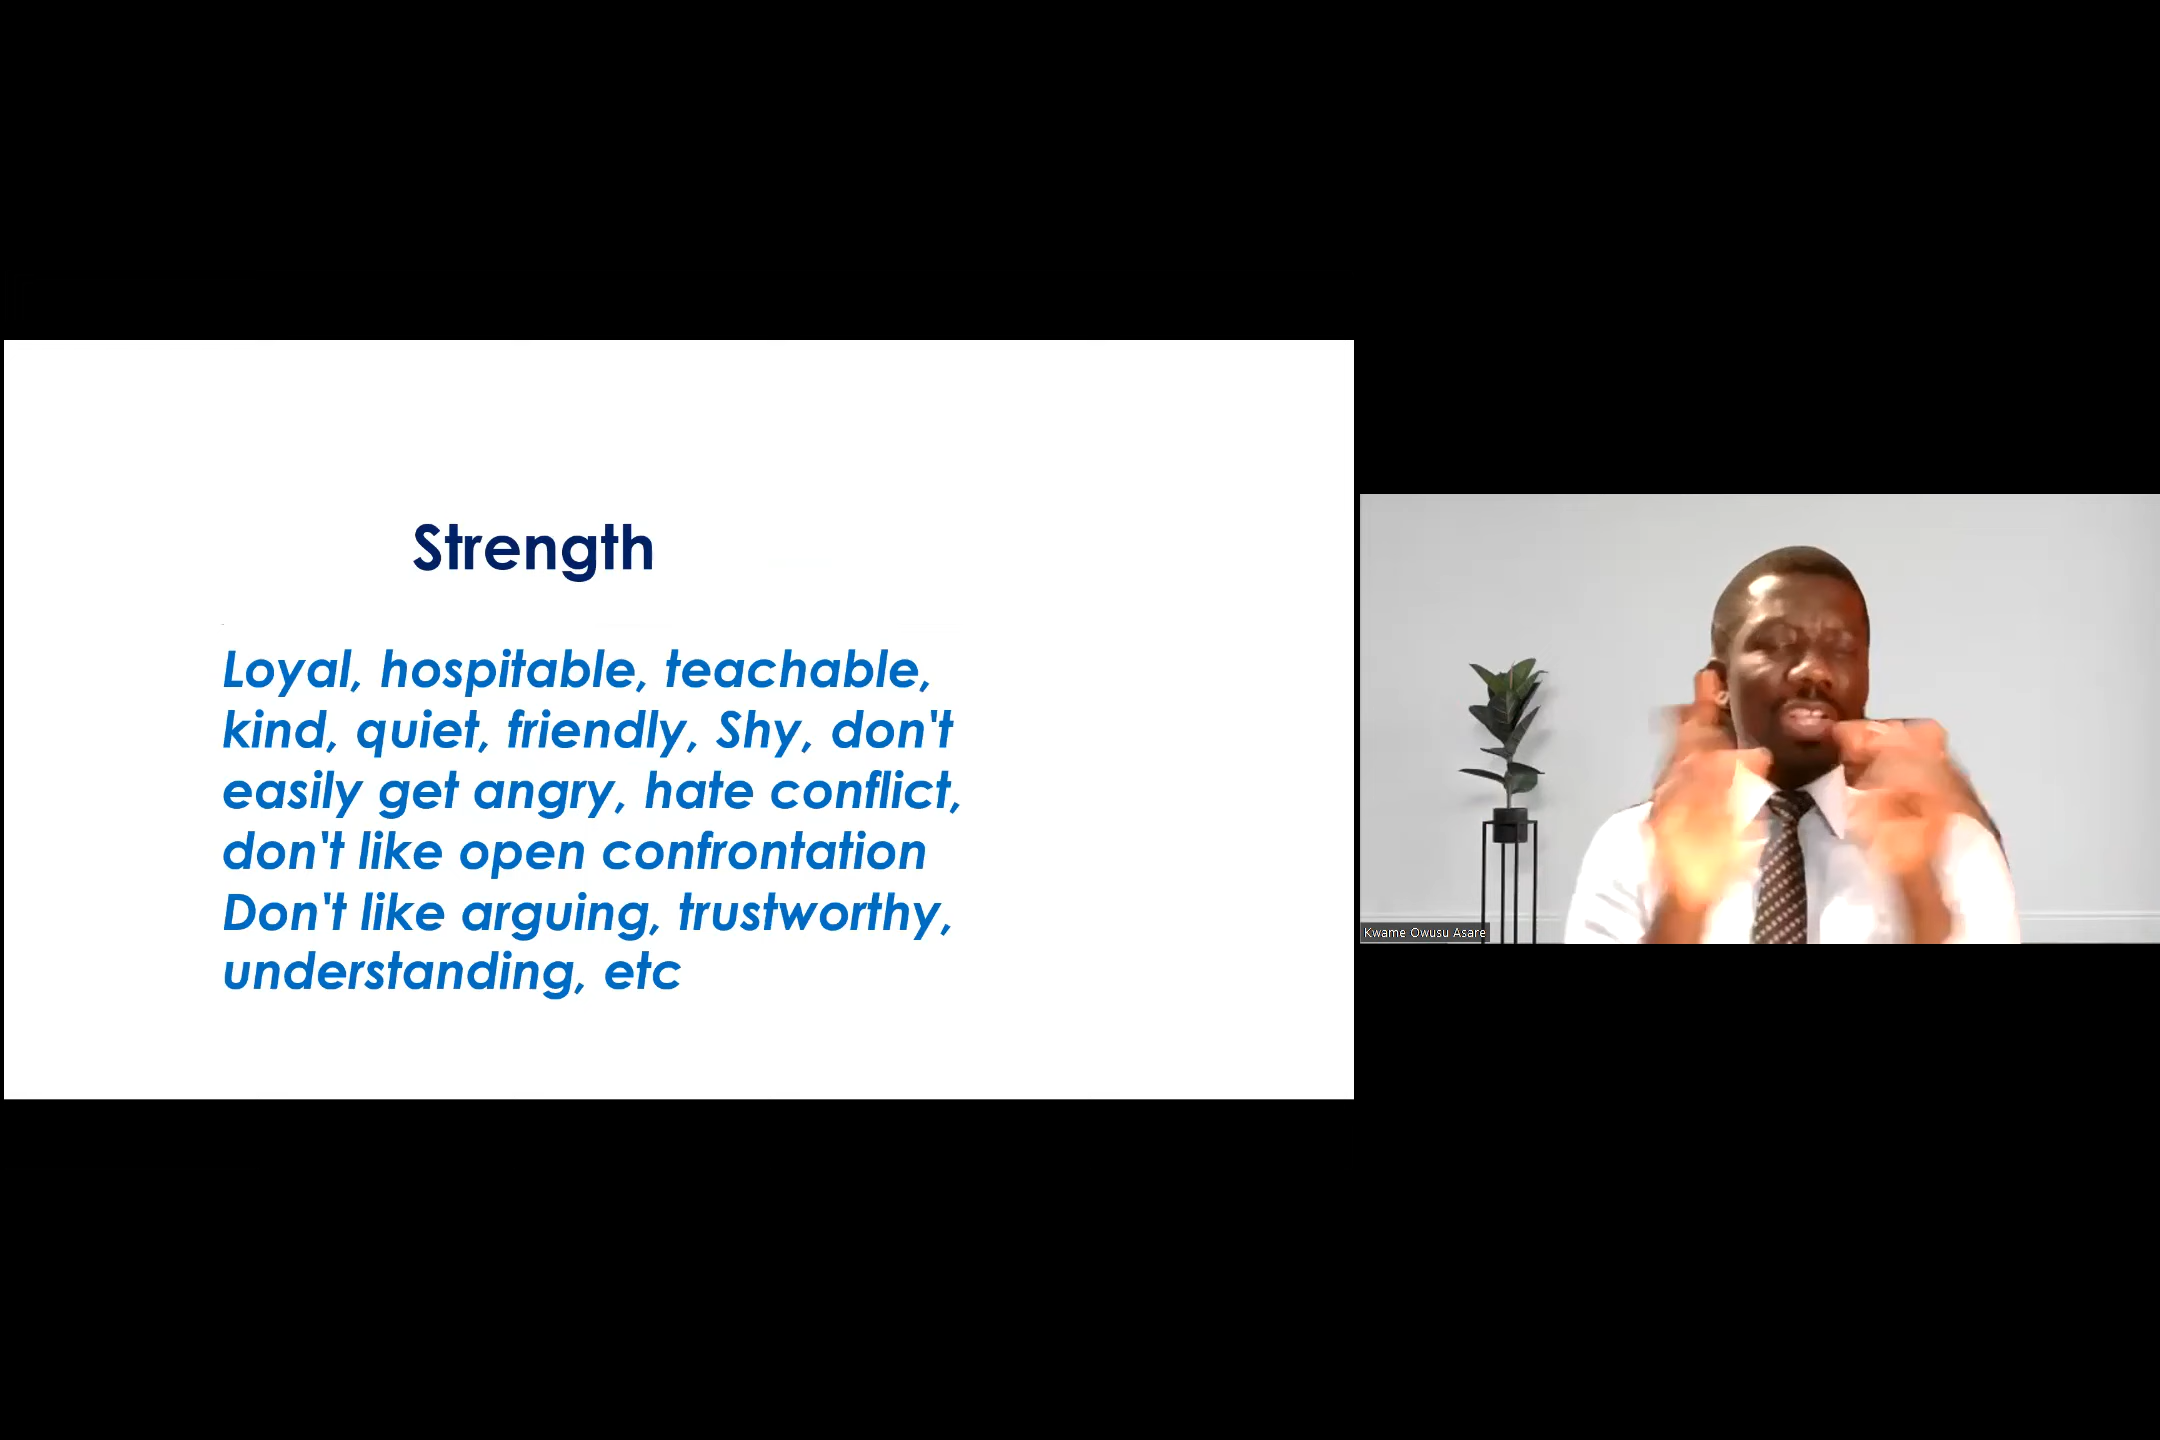 Strength
Loyal, hospitable, teachable,
kind, quiet, friendly, Shy, don't
easily get angry, hate conflict,
don't like open confrontation
Don't like arguing, trustworthy,
understanding, etc
Kwame Owusu Asare